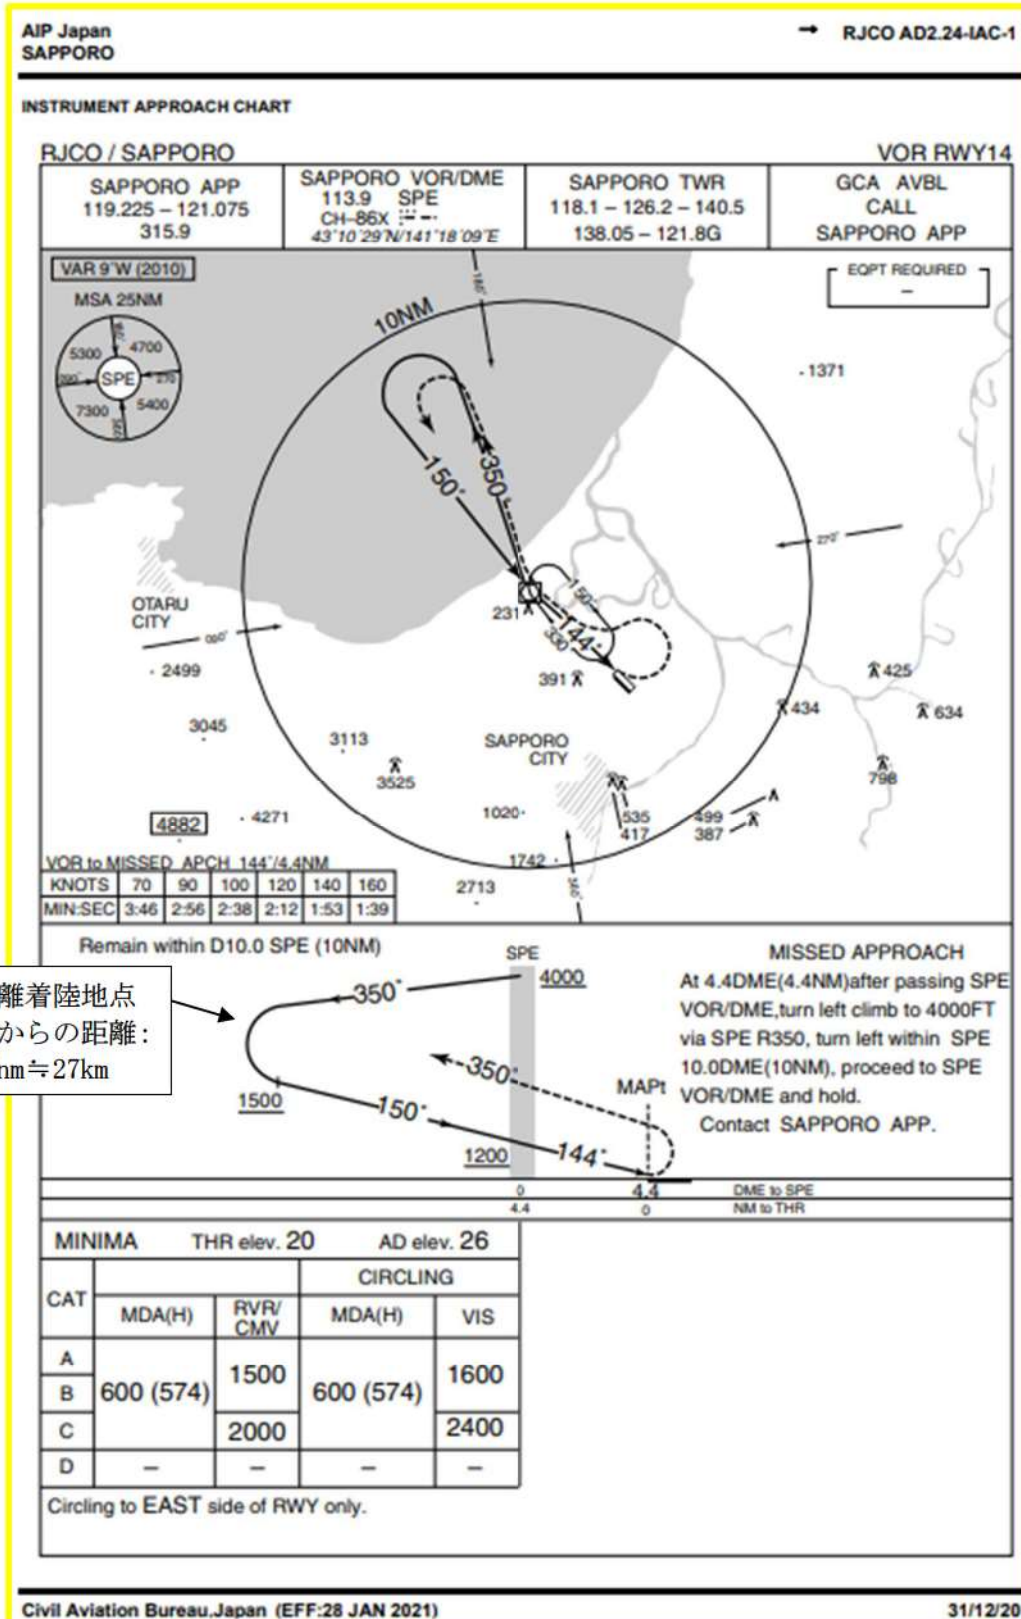 AIP Japan
SAPPORO
→ RJCO AD2.24-IAC-1
INSTRUMENT APPROACH CHART
RJCO / SAPPORO
VOR RWY14
SAPPORO APP
119.225 – 121.075
315.9
SAPPORO VOR/DME
113.9 SPE
CH–86X
43°10'29"N/141°18'09"E
SAPPORO TWR
118.1 – 126.2 – 140.5
138.05 – 121.8G
GCA AVBL
CALL
SAPPORO APP
VAR 9°W (2010)
MSA 25NM
5300
4700
SPE
7300
5400
180°
090°
270°
360°
EQPT REQUIRED
–
180°
10NM
1371
150°
350°
270°
OTARU
CITY
090°
231
150°
330
144°
391
2499
425
434
634
3045
3113
3525
SAPPORO
CITY
798
4882
4271
1020
535
417
499
387
1742
2713
360°
VOR to MISSED APCH 144°/4.4NM
KNOTS 70 90 100 120 140 160
MIN:SEC 3:46 2:56 2:38 2:12 1:53 1:39
Remain within D10.0 SPE (10NM)
SPE
4000
350°
離着陸地点
からの距離:
nm≒27km
1500
150°
350°
MAPt
1200
144°
MISSED APPROACH
At 4.4DME(4.4NM)after passing SPE
VOR/DME,turn left climb to 4000FT
via SPE R350, turn left within SPE
10.0DME(10NM), proceed to SPE
VOR/DME and hold.
Contact SAPPORO APP.
0 4.4 DME to SPE
4.4 0 NM to THR
MINIMA THR elev. 20 AD elev. 26
CAT
CIRCLING
MDA(H) RVR/
CMV MDA(H) VIS
A
B
C
D
600 (574)
1500
2000
600 (574)
1600
2400
– – – –
Circling to EAST side of RWY only.
Civil Aviation Bureau,Japan (EFF:28 JAN 2021)
31/12/20